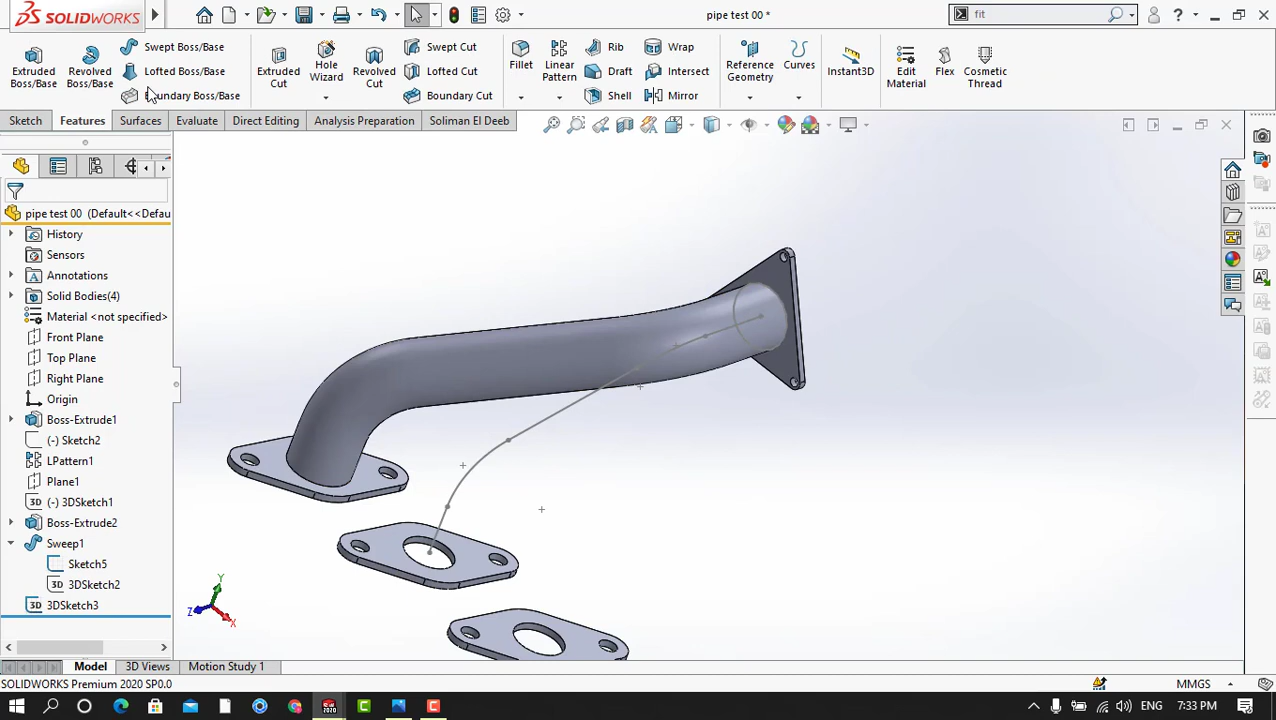 SOLIDWORKS
pipe test 00 *
fit
Extruded Boss/Base
Revolved Boss/Base
Swept Boss/Base
Lofted Boss/Base
Boundary Boss/Base
Extruded Cut
Hole Wizard
Revolved Cut
Swept Cut
Lofted Cut
Boundary Cut
Fillet
Linear Pattern
Rib
Draft
Shell
Wrap
Intersect
Mirror
Reference Geometry
Curves
Instant3D
Edit Material
Flex
Cosmetic Thread
Sketch
Features
Surfaces
Evaluate
Direct Editing
Analysis Preparation
Soliman El Deeb
pipe test 00 (Default<<Defau
History
Sensors
Annotations
Solid Bodies(4)
Material <not specified>
Front Plane
Top Plane
Right Plane
Origin
Boss-Extrude1
(-) Sketch2
LPattern1
Plane1
3D (-) 3DSketch1
Boss-Extrude2
Sweep1
Sketch5
3D 3DSketch2
3D 3DSketch3
Y
Z
X
Model
3D Views
Motion Study 1
SOLIDWORKS Premium 2020 SP0.0
MMGS
ENG
7:33 PM